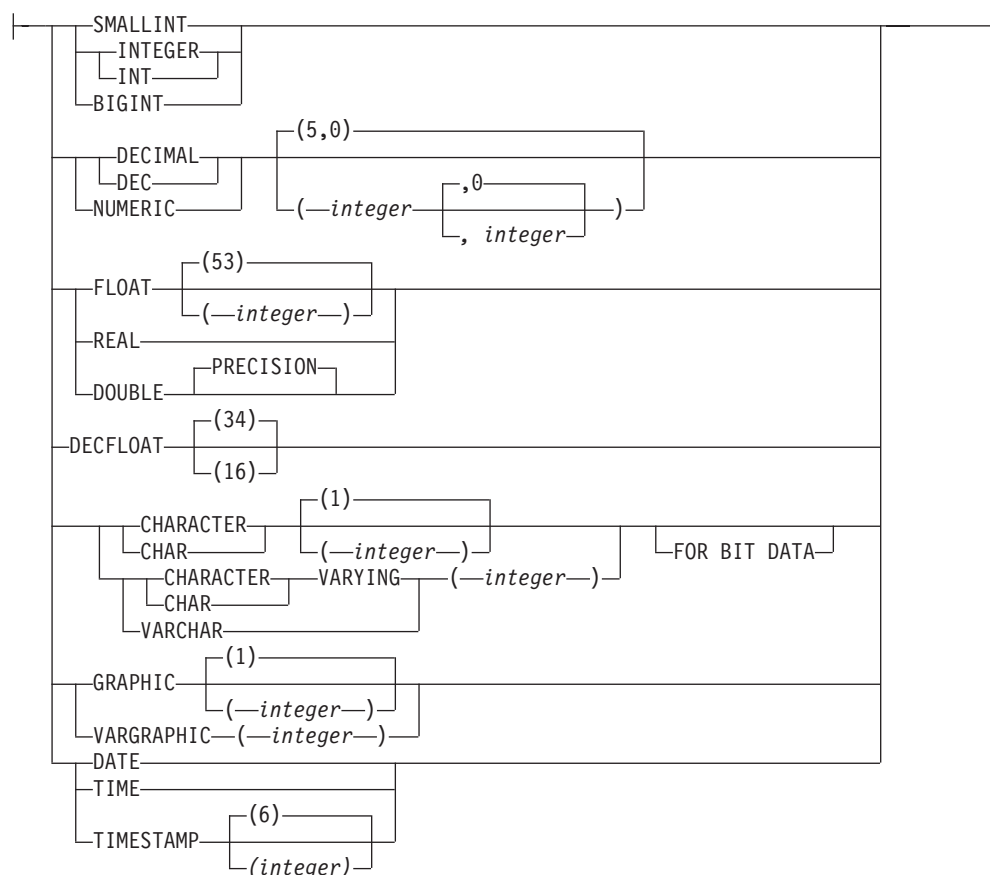 SMALLINT
INTEGER
INT
BIGINT
(5,0)
DECIMAL
DEC
NUMERIC
,0
( integer )
, integer
(53)
FLOAT
( integer )
REAL
PRECISION
DOUBLE
(34)
DECFLOAT
(16)
(1)
CHARACTER
CHAR
( integer )
FOR BIT DATA
CHARACTER VARYING ( integer )
CHAR
VARCHAR
(1)
GRAPHIC
( integer )
VARGRAPHIC ( integer )
DATE
TIME
(6)
TIMESTAMP
(integer)